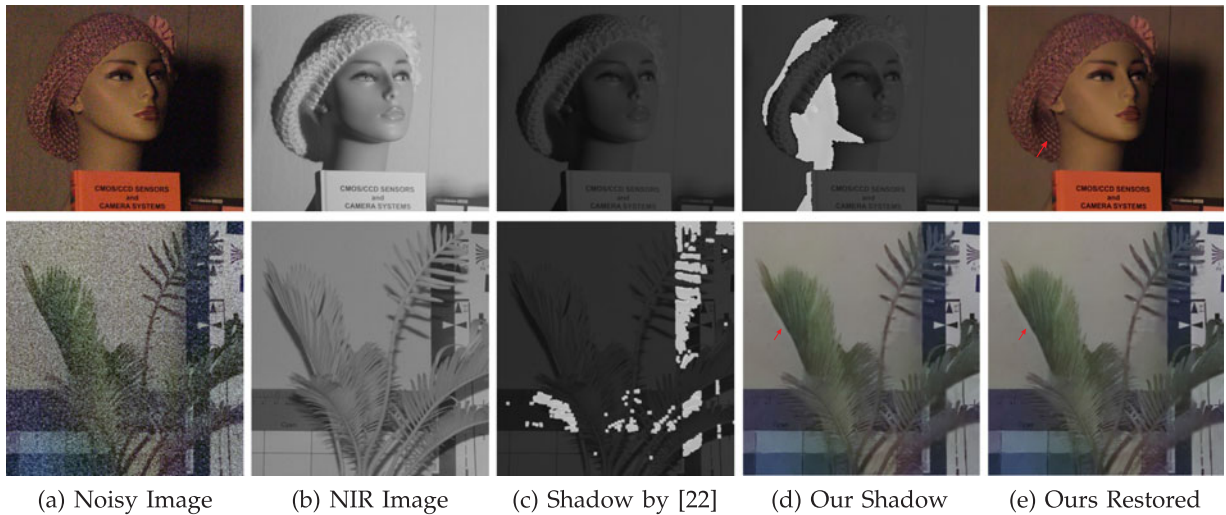 CMOS/CCD SENSORS
and
CAMERA SYSTEMS
CMOS/CCD SENSORS
and
CAMERA SYSTEMS
CMOS/CCD SENSORS
and
CAMERA SYSTEMS
CMOS/CCD SENSORS
and
CAMERA SYSTEMS
CMOS/CCD SENSORS
and
CAMERA SYSTEMS
(a) Noisy Image
(b) NIR Image
(c) Shadow by [22]
(d) Our Shadow
(e) Ours Restored